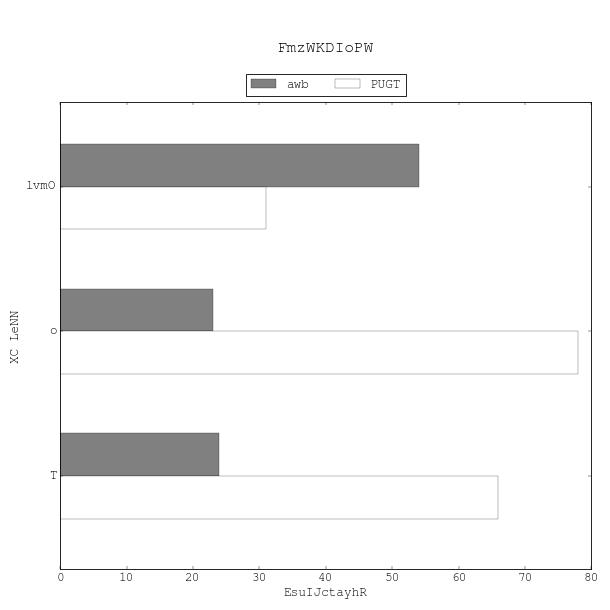 FmzWKDIoPW
awb PUGT
lvmO
o
T
XC LeNN
0 10 20 30 40 50 60 70 80
EsuIJctayhR